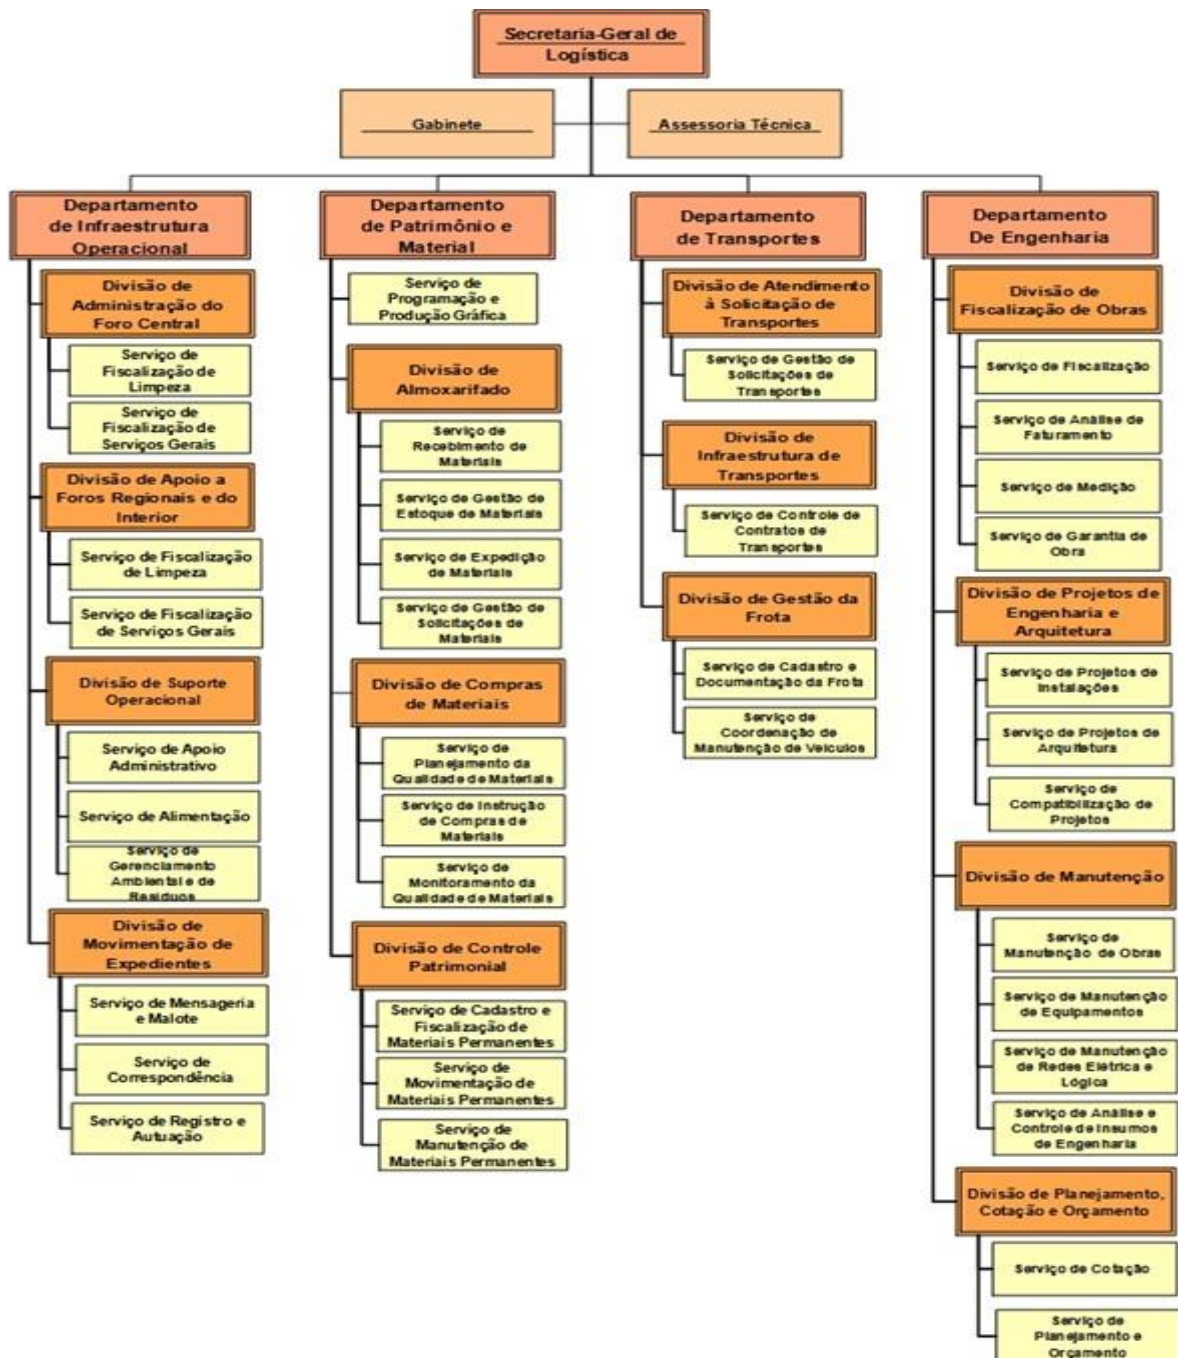 Secretaria-Geral de
Logística
Gabinete
Assessoria Técnica
Departamento
de Infraestrutura
Operacional
Divisão de
Administração do
Foro Central
Serviço de
Fiscalização de
Limpeza
Serviço de
Fiscalização de
Serviços Gerais
Divisão de Apoio a
Foros Regionais e do
Interior
Serviço de Fiscalização
de Limpeza
Serviço de Fiscalização
de Serviços Gerais
Divisão de Suporte
Operacional
Serviço de Apoio
Administrativo
Serviço de Alimentação
Serviço de
Gerenciamento
Ambiental e de
Resíduos
Divisão de
Movimentação de
Expedientes
Serviço de Mensageria
e Malote
Serviço de
Correspondência
Serviço de Registro e
Autuação
Departamento
de Patrimônio e
Material
Serviço de
Programação e
Produção Gráfica
Divisão de
Almoxarifado
Serviço de
Recebimento de
Materiais
Serviço de Gestão de
Estoque de Materiais
Serviço de Expedição
de Materiais
Serviço de Gestão de
Solicitações de
Materiais
Divisão de Compras
de Materiais
Serviço de
Planejamento da
Qualidade de Materiais
Serviço de Instrução
de Compras de
Materiais
Serviço de
Monitoramento da
Qualidade de Materiais
Divisão de Controle
Patrimonial
Serviço de Cadastro e
Fiscalização de
Materiais Permanentes
Serviço de
Movimentação de
Materiais Permanentes
Serviço de
Manutenção de
Materiais Permanentes
Departamento
de Transportes
Divisão de Atendimento
à Solicitação de
Transportes
Serviço de Gestão de
Solicitações de
Transportes
Divisão de
Infraestrutura de
Transportes
Serviço de Controle de
Contratos de
Transportes
Divisão de Gestão da
Frota
Serviço de Cadastro e
Documentação da Frota
Serviço de
Coordenação de
Manutenção de Veículos
Departamento
De Engenharia
Divisão de
Fiscalização de Obras
Serviço de Fiscalização
Serviço de Análise de
Faturamento
Serviço de Medição
Serviço de Garantia de
Obra
Divisão de Projetos de
Engenharia e
Arquitetura
Serviço de Projetos de
Instalações
Serviço de Projetos de
Arquitetura
Serviço de
Compatibilização de
Projetos
Divisão de Manutenção
Serviço de
Manutenção de Obras
Serviço de Manutenção
de Equipamentos
Serviço de Manutenção
de Redes Elétrica e
Lógica
Serviço de Análise e
Controle de Insumos
de Engenharia
Divisão de Planejamento,
Cotação e Orçamento
Serviço de Cotação
Serviço de
Planejamento e
Orçamento